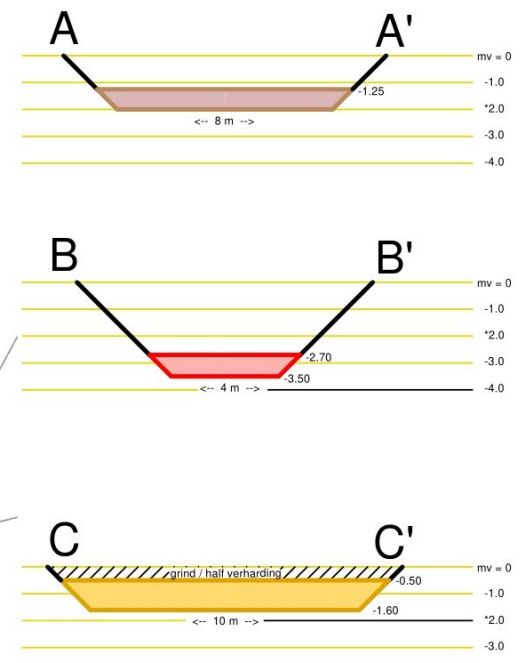 A A'
mv = 0
-1.0
-1.25
*2.0
<-- 8 m -->
-3.0
-4.0
B B'
mv = 0
-1.0
*2.0
-2.70
-3.0
-3.50
<-- 4 m --> -4.0
C C'
mv = 0
grind / half verharding
-0.50
-1.0
-1.60
<-- 10 m --> *2.0
-3.0